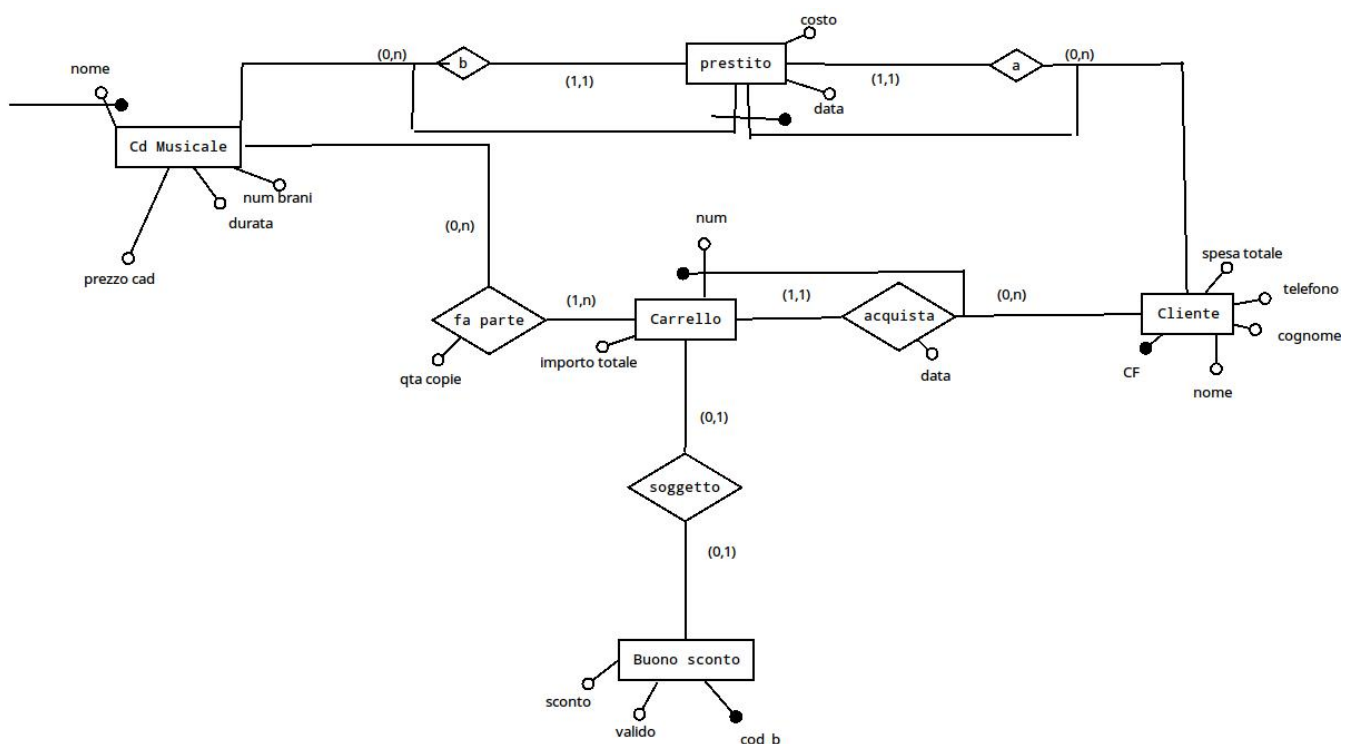 costo
(0,n)
b
prestito
a
(0,n)
nome
(1,1)
(1,1)
data
Cd Musicale
num brani
durata
num
(0,n)
prezzo cad
spesa totale
telefono
(1,n)
(1,1)
(0,n)
fa parte
Carrello
acquista
Cliente
cognome
importo totale
qta copie
data
CF
nome
(0,1)
soggetto
(0,1)
Buono sconto
sconto
valido
cod_b